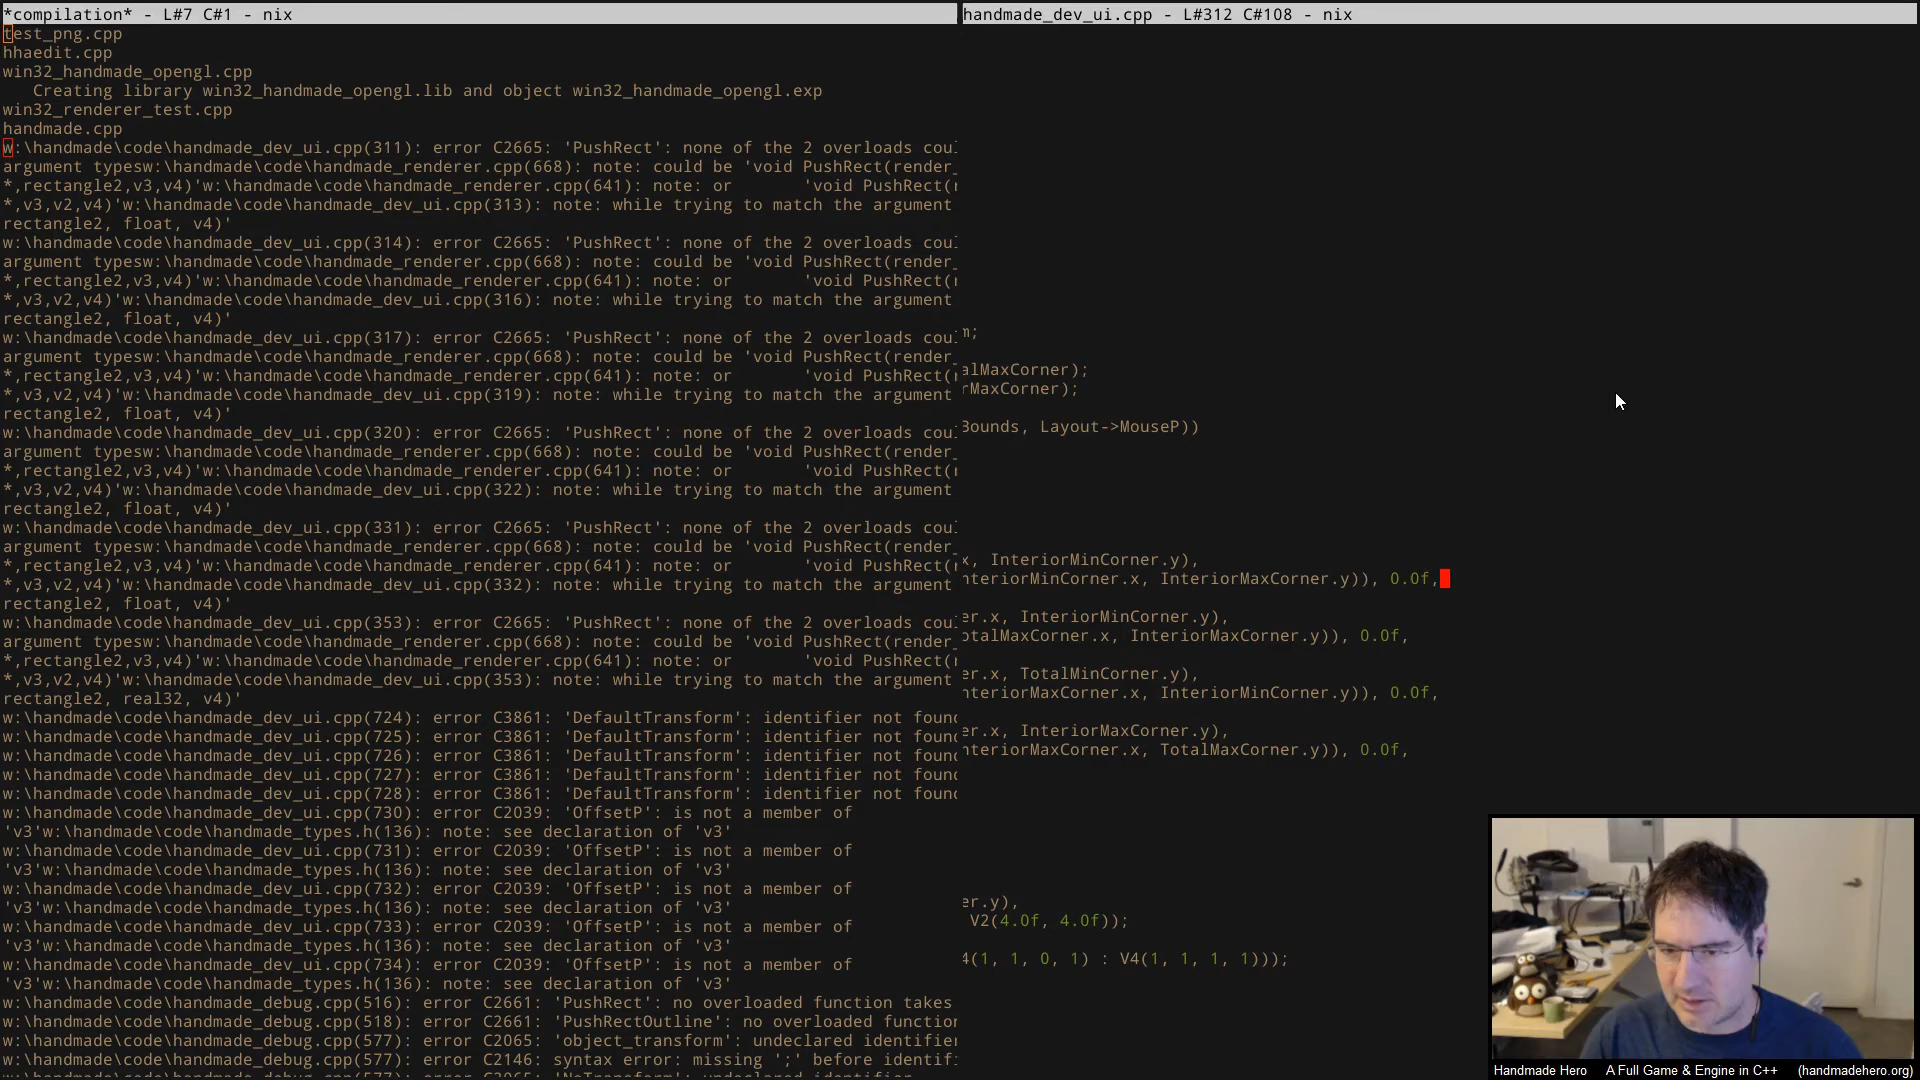 *compilation* - L#7 C#1 - nix
test_png.cpp
hhaedit.cpp
win32_handmade_opengl.cpp
   Creating library win32_handmade_opengl.lib and object win32_handmade_opengl.exp
win32_renderer_test.cpp
handmade.cpp
w:\handmade\code\handmade_dev_ui.cpp(311): error C2665: 'PushRect': none of the 2 overloads coul
argument typesw:\handmade\code\handmade_renderer.cpp(668): note: could be 'void PushRect(render_
*,rectangle2,v3,v4)'w:\handmade\code\handmade_renderer.cpp(641): note: or       'void PushRect(r
*,v3,v2,v4)'w:\handmade\code\handmade_dev_ui.cpp(313): note: while trying to match the argument
rectangle2, float, v4)'
w:\handmade\code\handmade_dev_ui.cpp(314): error C2665: 'PushRect': none of the 2 overloads coul
argument typesw:\handmade\code\handmade_renderer.cpp(668): note: could be 'void PushRect(render_
*,rectangle2,v3,v4)'w:\handmade\code\handmade_renderer.cpp(641): note: or       'void PushRect(r
*,v3,v2,v4)'w:\handmade\code\handmade_dev_ui.cpp(316): note: while trying to match the argument
rectangle2, float, v4)'
w:\handmade\code\handmade_dev_ui.cpp(317): error C2665: 'PushRect': none of the 2 overloads coul
argument typesw:\handmade\code\handmade_renderer.cpp(668): note: could be 'void PushRect(render_
*,rectangle2,v3,v4)'w:\handmade\code\handmade_renderer.cpp(641): note: or       'void PushRect(r
*,v3,v2,v4)'w:\handmade\code\handmade_dev_ui.cpp(319): note: while trying to match the argument
rectangle2, float, v4)'
w:\handmade\code\handmade_dev_ui.cpp(320): error C2665: 'PushRect': none of the 2 overloads coul
argument typesw:\handmade\code\handmade_renderer.cpp(668): note: could be 'void PushRect(render_
*,rectangle2,v3,v4)'w:\handmade\code\handmade_renderer.cpp(641): note: or       'void PushRect(r
*,v3,v2,v4)'w:\handmade\code\handmade_dev_ui.cpp(322): note: while trying to match the argument
rectangle2, float, v4)'
w:\handmade\code\handmade_dev_ui.cpp(331): error C2665: 'PushRect': none of the 2 overloads coul
argument typesw:\handmade\code\handmade_renderer.cpp(668): note: could be 'void PushRect(render_
*,rectangle2,v3,v4)'w:\handmade\code\handmade_renderer.cpp(641): note: or       'void PushRect(r
*,v3,v2,v4)'w:\handmade\code\handmade_dev_ui.cpp(332): note: while trying to match the argument
rectangle2, float, v4)'
w:\handmade\code\handmade_dev_ui.cpp(353): error C2665: 'PushRect': none of the 2 overloads coul
argument typesw:\handmade\code\handmade_renderer.cpp(668): note: could be 'void PushRect(render_
*,rectangle2,v3,v4)'w:\handmade\code\handmade_renderer.cpp(641): note: or       'void PushRect(r
*,v3,v2,v4)'w:\handmade\code\handmade_dev_ui.cpp(353): note: while trying to match the argument
rectangle2, real32, v4)'
w:\handmade\code\handmade_dev_ui.cpp(724): error C3861: 'DefaultTransform': identifier not found
w:\handmade\code\handmade_dev_ui.cpp(725): error C3861: 'DefaultTransform': identifier not found
w:\handmade\code\handmade_dev_ui.cpp(726): error C3861: 'DefaultTransform': identifier not found
w:\handmade\code\handmade_dev_ui.cpp(727): error C3861: 'DefaultTransform': identifier not found
w:\handmade\code\handmade_dev_ui.cpp(728): error C3861: 'DefaultTransform': identifier not found
w:\handmade\code\handmade_dev_ui.cpp(730): error C2039: 'OffsetP': is not a member of
'v3'w:\handmade\code\handmade_types.h(136): note: see declaration of 'v3'
w:\handmade\code\handmade_dev_ui.cpp(731): error C2039: 'OffsetP': is not a member of
'v3'w:\handmade\code\handmade_types.h(136): note: see declaration of 'v3'
w:\handmade\code\handmade_dev_ui.cpp(732): error C2039: 'OffsetP': is not a member of
'v3'w:\handmade\code\handmade_types.h(136): note: see declaration of 'v3'
w:\handmade\code\handmade_dev_ui.cpp(733): error C2039: 'OffsetP': is not a member of
'v3'w:\handmade\code\handmade_types.h(136): note: see declaration of 'v3'
w:\handmade\code\handmade_dev_ui.cpp(734): error C2039: 'OffsetP': is not a member of
'v3'w:\handmade\code\handmade_types.h(136): note: see declaration of 'v3'
w:\handmade\code\handmade_debug.cpp(516): error C2661: 'PushRect': no overloaded function takes
w:\handmade\code\handmade_debug.cpp(518): error C2661: 'PushRectOutline': no overloaded function
w:\handmade\code\handmade_debug.cpp(577): error C2065: 'object_transform': undeclared identifier
w:\handmade\code\handmade_debug.cpp(577): error C2146: syntax error: missing ';' before identif
handmade_dev_ui.cpp - L#312 C#108 - nix
m;
alMaxCorner);
rMaxCorner);
Bounds, Layout->MouseP))
x, InteriorMinCorner.y),
nteriorMinCorner.x, InteriorMaxCorner.y)), 0.0f,
er.x, InteriorMinCorner.y),
otalMaxCorner.x, InteriorMaxCorner.y)), 0.0f,
er.x, TotalMinCorner.y),
nteriorMaxCorner.x, InteriorMinCorner.y)), 0.0f,
er.x, InteriorMaxCorner.y),
nteriorMaxCorner.x, TotalMaxCorner.y)), 0.0f,
er.y),
V2(4.0f, 4.0f));
4(1, 1, 0, 1) : V4(1, 1, 1, 1)));
Handmade Hero   A Full Game & Engine in C++   (handmadehero.org)